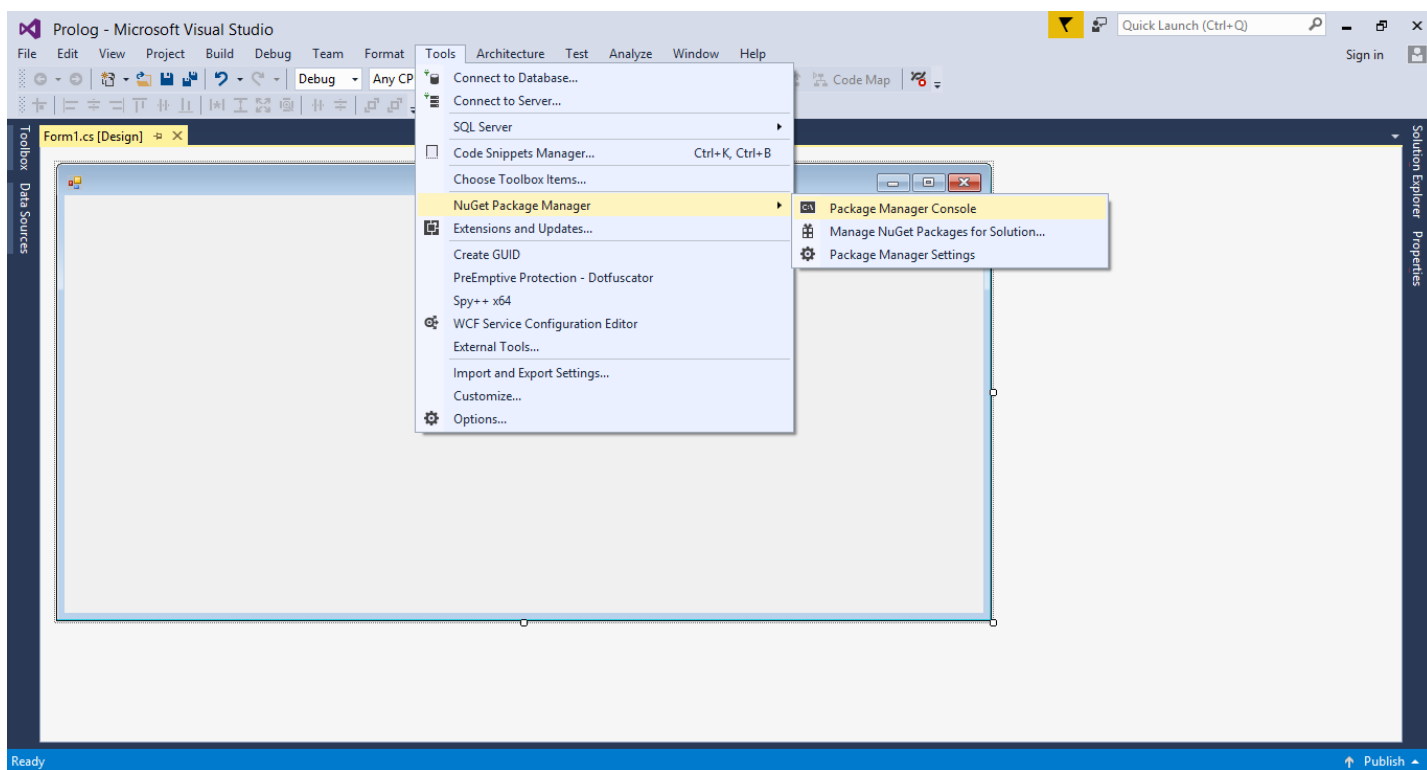 Prolog - Microsoft Visual Studio
Quick Launch (Ctrl+Q)
File Edit View Project Build Debug Team Format Tools Architecture Test Analyze Window Help
Sign in
Debug Any CP
Code Map
Form1.cs [Design]
Toolbox
Data Sources
Connect to Database...
Connect to Server...
SQL Server
Code Snippets Manager... Ctrl+K, Ctrl+B
Choose Toolbox Items...
NuGet Package Manager
Extensions and Updates...
Create GUID
PreEmptive Protection - Dotfuscator
Spy++ x64
WCF Service Configuration Editor
External Tools...
Import and Export Settings...
Customize...
Options...
Package Manager Console
Manage NuGet Packages for Solution...
Package Manager Settings
Solution Explorer
Properties
Ready
Publish